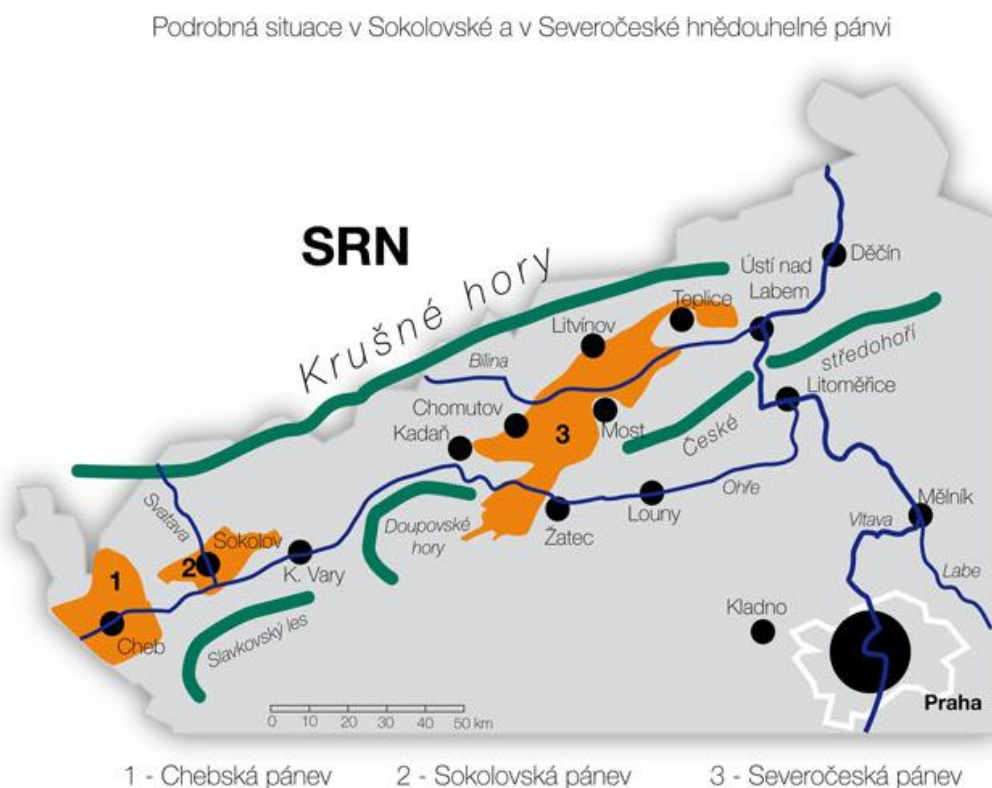 Podrobná situace v Sokolovské a v Severočeské hnědouhelné pánvi
SRN
Krušné hory
Děčín
Ústí nad
Labem
Teplice
Litvínov
středohoří
Bílina
Litoměřice
Chomutov
Kadaň
3
Most
České
Ohře
Louny
Žatec
Mělník
Vltava
Svatava
Doupovské
hory
Sokolov
2
K. Vary
1
Labe
Kladno
Cheb
Slavkovský les
Praha
0 10 20 30 40 50 km
1 - Chebská pánev 2 - Sokolovská pánev 3 - Severočeská pánev